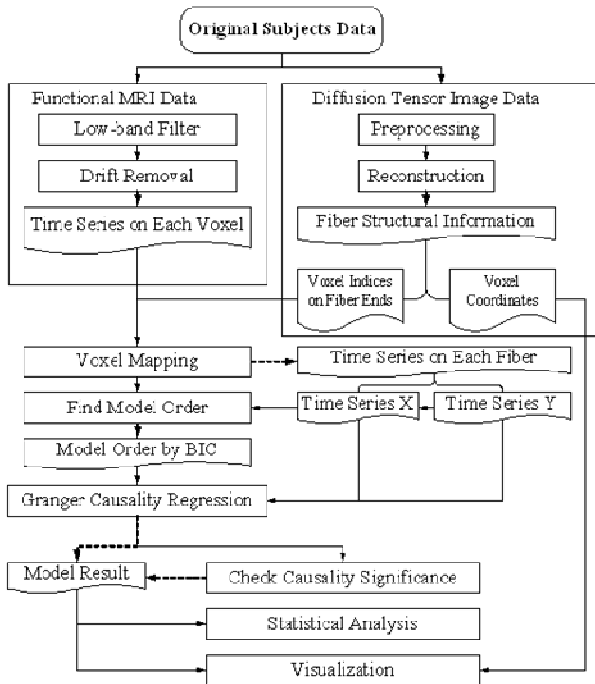 Original Subjects Data
Functional MRI Data
Low-band Filter
Drift Removal
Time Series on Each Voxel
Diffusion Tensor Image Data
Preprocessing
Reconstruction
Fiber Structural Information
Voxel Indices
on Fiber Ends
Voxel
Coordinates
Voxel Mapping
Time Series on Each Fiber
Find Model Order
Time Series X
Time Series Y
Model Order by BIC
Granger Causality Regression
Model Result
Check Causality Significance
Statistical Analysis
Visualization